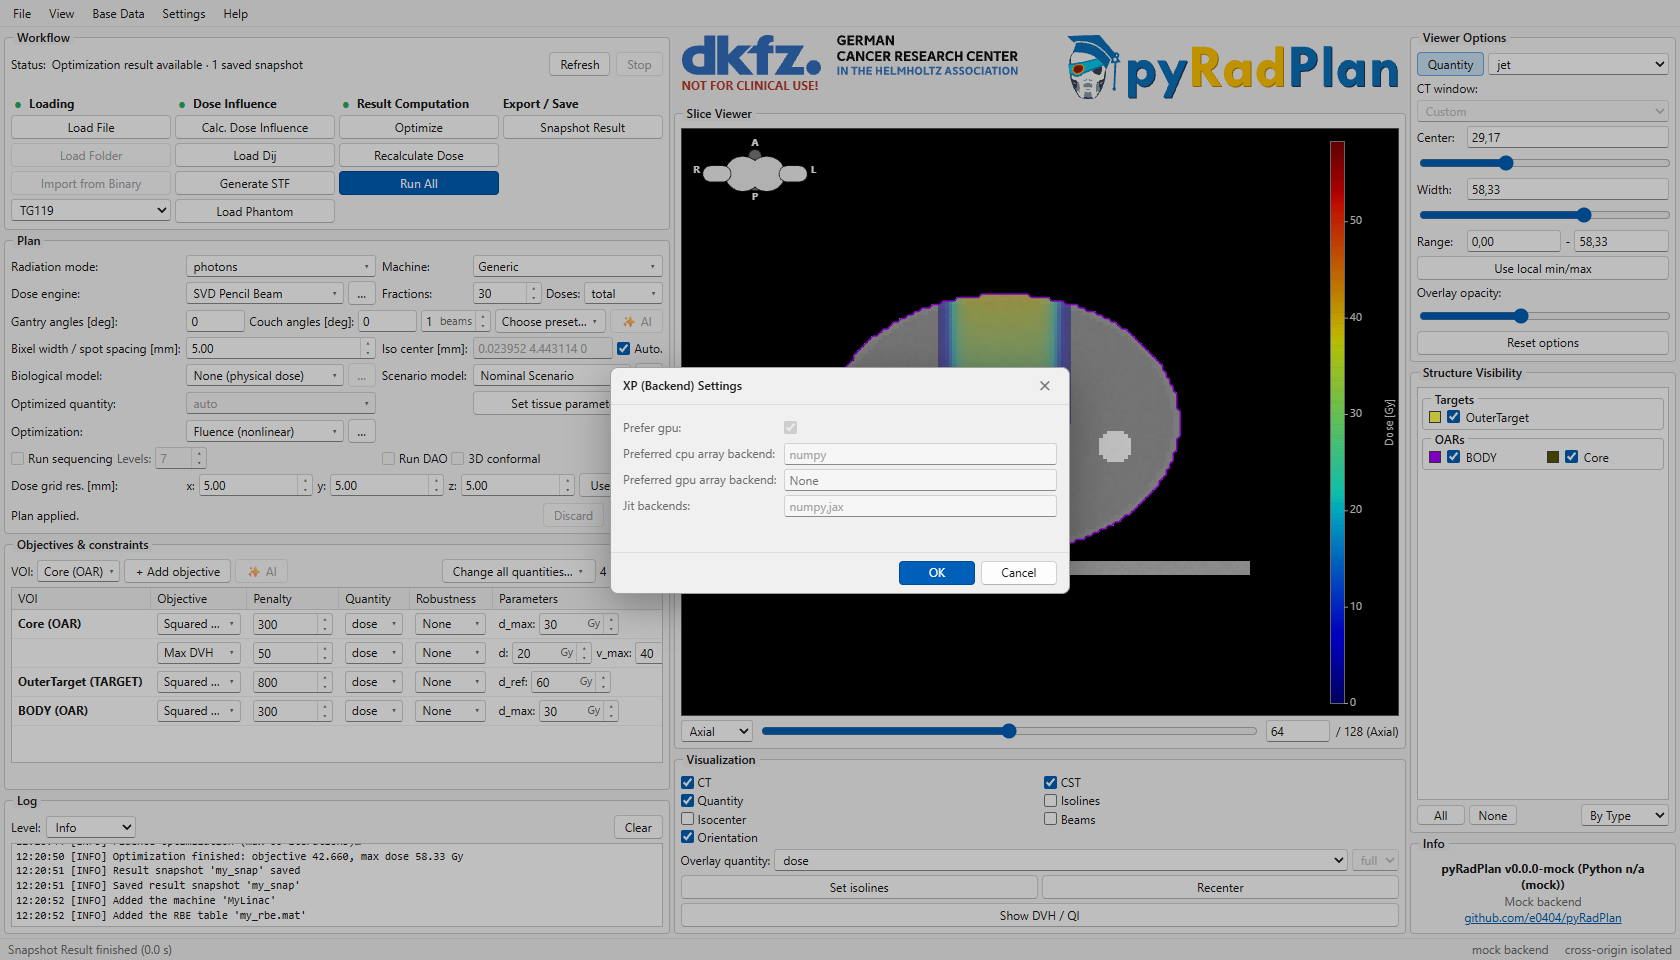 File View Base Data Settings Help
Workflow
Status: Optimization result available · 1 saved snapshot
Refresh
Stop
Loading
Dose Influence
Result Computation
Export / Save
Load File
Calc. Dose Influence
Optimize
Snapshot Result
Load Folder
Load Dij
Recalculate Dose
Import from Binary
Generate STF
Run All
TG119
Load Phantom
Plan
Radiation mode: photons Machine: Generic
Dose engine: SVD Pencil Beam ... Fractions: 30 Doses: total
Gantry angles [deg]: 0 Couch angles [deg]: 0 1 beams Choose preset... AI
Bixel width / spot spacing [mm]: 5.00 Iso center [mm]: 0.023952 4.443114 0 Auto.
Biological model: None (physical dose) ... Scenario model: Nominal Scenario
Optimized quantity: auto Set tissue paramet
Optimization: Fluence (nonlinear) ...
Run sequencing Levels: 7 Run DAO 3D conformal
Dose grid res. [mm]: x: 5.00 y: 5.00 z: 5.00 Use
Plan applied. Discard
Objectives & constraints
VOI: Core (OAR) + Add objective AI Change all quantities... 4
VOI Objective Penalty Quantity Robustness Parameters
Core (OAR) Squared ... 300 dose None d_max: 30 Gy
Max DVH 50 dose None d: 20 Gy v_max: 40
OuterTarget (TARGET) Squared ... 800 dose None d_ref: 60 Gy
BODY (OAR) Squared ... 300 dose None d_max: 30 Gy
Log
Level: Info Clear
12:20:50 [INFO] Optimization finished: objective 42.660, max dose 58.33 Gy
12:20:51 [INFO] Result snapshot 'my_snap' saved
12:20:51 [INFO] Saved result snapshot 'my_snap'
12:20:52 [INFO] Added the machine 'MyLinac'
12:20:52 [INFO] Added the RBE table 'my_rbe.mat'
Snapshot Result finished (0.0 s)
dkfz.
GERMAN
CANCER RESEARCH CENTER
IN THE HELMHOLTZ ASSOCIATION
NOT FOR CLINICAL USE!
pyRadPlan
Slice Viewer
A
R L
P
50
40
30
20
10
0
Dose [Gy]
Axial 64 / 128 (Axial)
XP (Backend) Settings
Prefer gpu:
Preferred cpu array backend: numpy
Preferred gpu array backend: None
Jit backends: numpy,jax
OK Cancel
Visualization
CT CST
Quantity Isolines
Isocenter Beams
Orientation
Overlay quantity: dose full
Set isolines Recenter
Show DVH / QI
Viewer Options
Quantity jet
CT window:
Custom
Center: 29,17
Width: 58,33
Range: 0,00 - 58,33
Use local min/max
Overlay opacity:
Reset options
Structure Visibility
Targets
OuterTarget
OARs
BODY Core
All None By Type
Info
pyRadPlan v0.0.0-mock (Python n/a
(mock))
Mock backend
github.com/e0404/pyRadPlan
mock backend cross-origin isolated